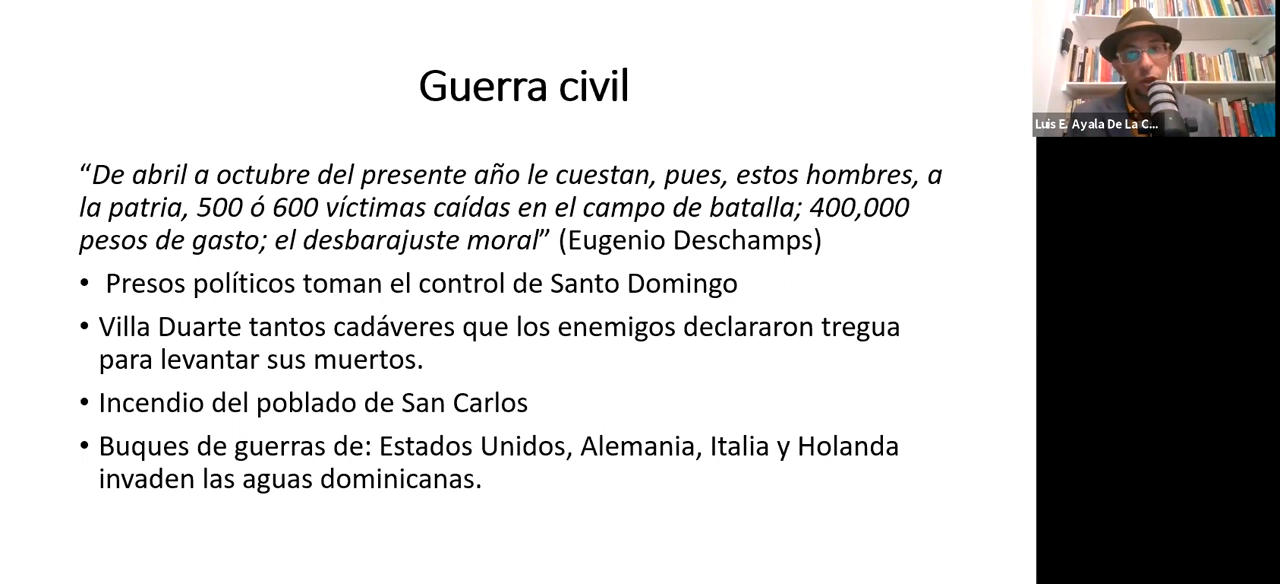 Guerra civil
“De abril a octubre del presente año le cuestan, pues, estos hombres, a
la patria, 500 ó 600 víctimas caídas en el campo de batalla; 400,000
pesos de gasto; el desbarajuste moral” (Eugenio Deschamps)
• Presos políticos toman el control de Santo Domingo
• Villa Duarte tantos cadáveres que los enemigos declararon tregua
para levantar sus muertos.
• Incendio del poblado de San Carlos
• Buques de guerras de: Estados Unidos, Alemania, Italia y Holanda
invaden las aguas dominicanas.
Luis E. Ayala De La C...